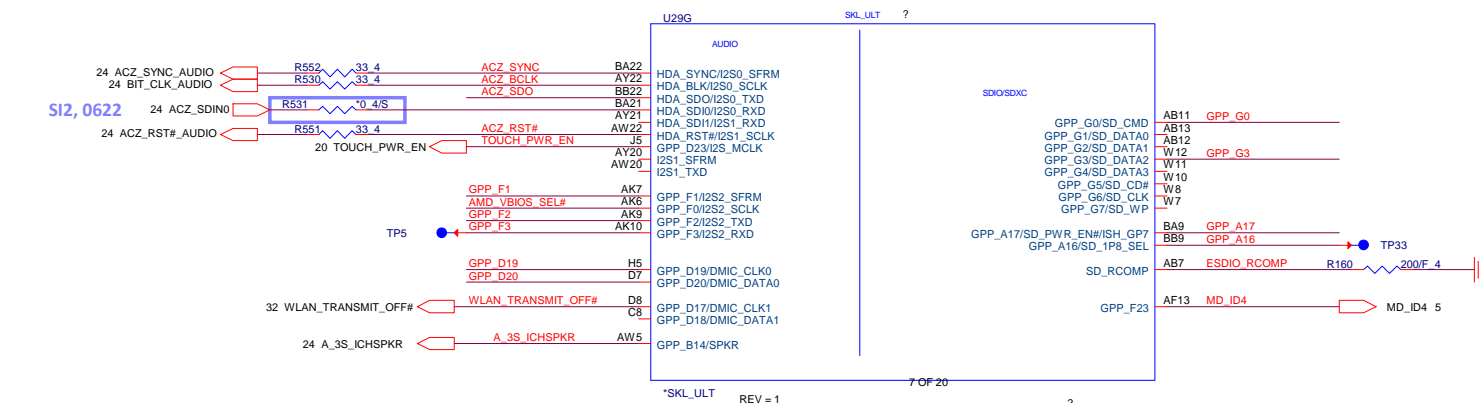 U29G
SKL_ULT ?
AUDIO
24 ACZ_SYNC_AUDIO R552 33_4 ACZ_SYNC BA22 HDA_SYNC/I2S0_SFRM
24 BIT_CLK_AUDIO R530 33_4 ACZ_BCLK AY22 HDA_BLK/I2S0_SCLK
ACZ_SDO BB22 HDA_SDO/I2S0_TXD
SI2, 0622 24 ACZ_SDIN0 R531 *0_4/S BA21 HDA_SDI0/I2S0_RXD
AY21 HDA_SDI1/I2S1_RXD
24 ACZ_RST#_AUDIO R551 33_4 ACZ_RST# AW22 HDA_RST#/I2S1_SCLK
20 TOUCH_PWR_EN TOUCH_PWR_EN J5 GPP_D23/I2S_MCLK
AY20 I2S1_SFRM
AW20 I2S1_TXD
GPP_F1 AK7 GPP_F1/I2S2_SFRM
AMD_VBIOS_SEL# AK6 GPP_F0/I2S2_SCLK
GPP_F2 AK9 GPP_F2/I2S2_TXD
TP5 GPP_F3 AK10 GPP_F3/I2S2_RXD
GPP_D19 H5 GPP_D19/DMIC_CLK0
GPP_D20 D7 GPP_D20/DMIC_DATA0
32 WLAN_TRANSMIT_OFF# WLAN_TRANSMIT_OFF# D8 GPP_D17/DMIC_CLK1
C8 GPP_D18/DMIC_DATA1
24 A_3S_ICHSPKR A_3S_ICHSPKR AW5 GPP_B14/SPKR
SDIO/SDXC
GPP_G0/SD_CMD AB11 GPP_G0
GPP_G1/SD_DATA0 AB13
GPP_G2/SD_DATA1 AB12
GPP_G3/SD_DATA2 W12 GPP_G3
GPP_G4/SD_DATA3 W11
GPP_G5/SD_CD# W10
GPP_G6/SD_CLK W8
GPP_G7/SD_WP W7
GPP_A17/SD_PWR_EN#/ISH_GP7 BA9 GPP_A17
GPP_A16/SD_1P8_SEL BB9 GPP_A16 TP33
SD_RCOMP AB7 ESDIO_RCOMP R160 200/F_4
GPP_F23 AF13 MD_ID4 MD_ID4 5
7 OF 20
*SKL_ULT
REV = 1